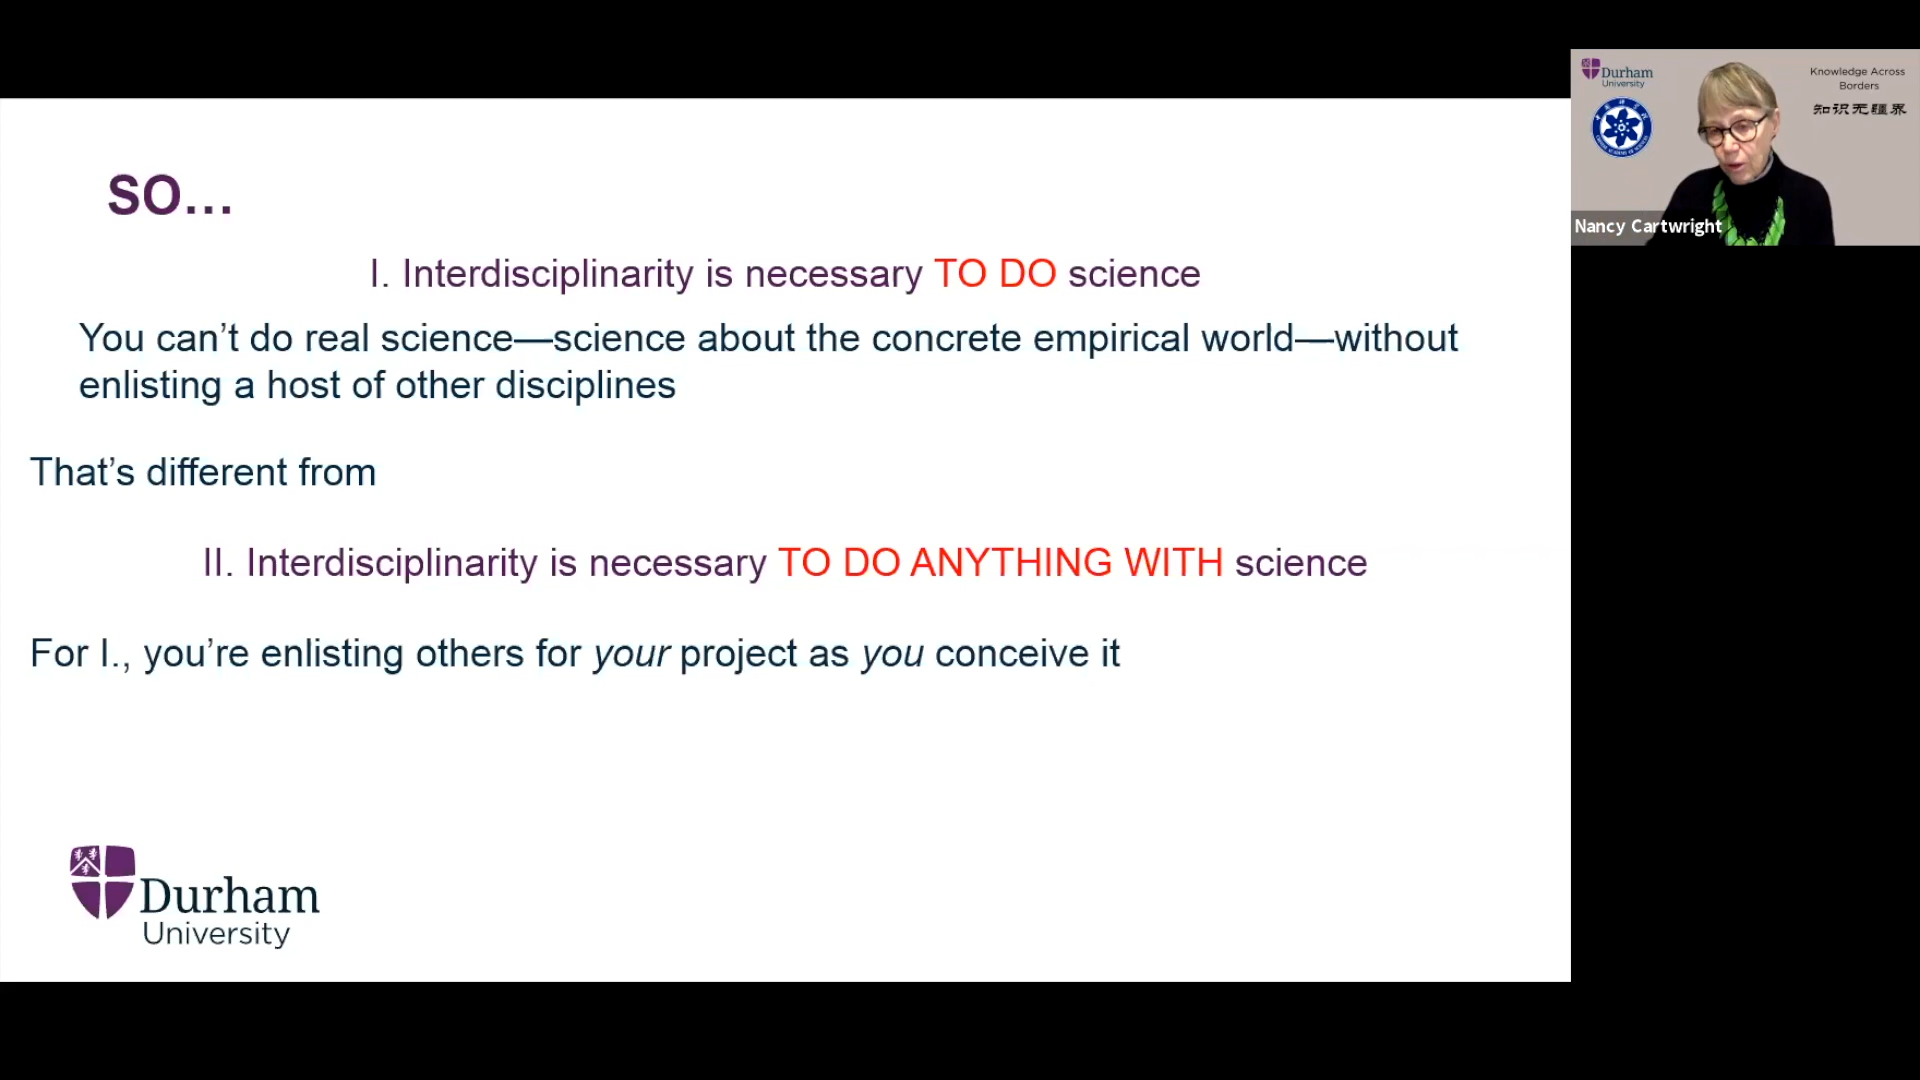 SO...
I. Interdisciplinarity is necessary TO DO science
You can’t do real science—science about the concrete empirical world—without
enlisting a host of other disciplines
That’s different from
II. Interdisciplinarity is necessary TO DO ANYTHING WITH science
For I., you’re enlisting others for your project as you conceive it
Durham
University
Durham
University
Knowledge Across
Borders
知识无疆界
Nancy Cartwright